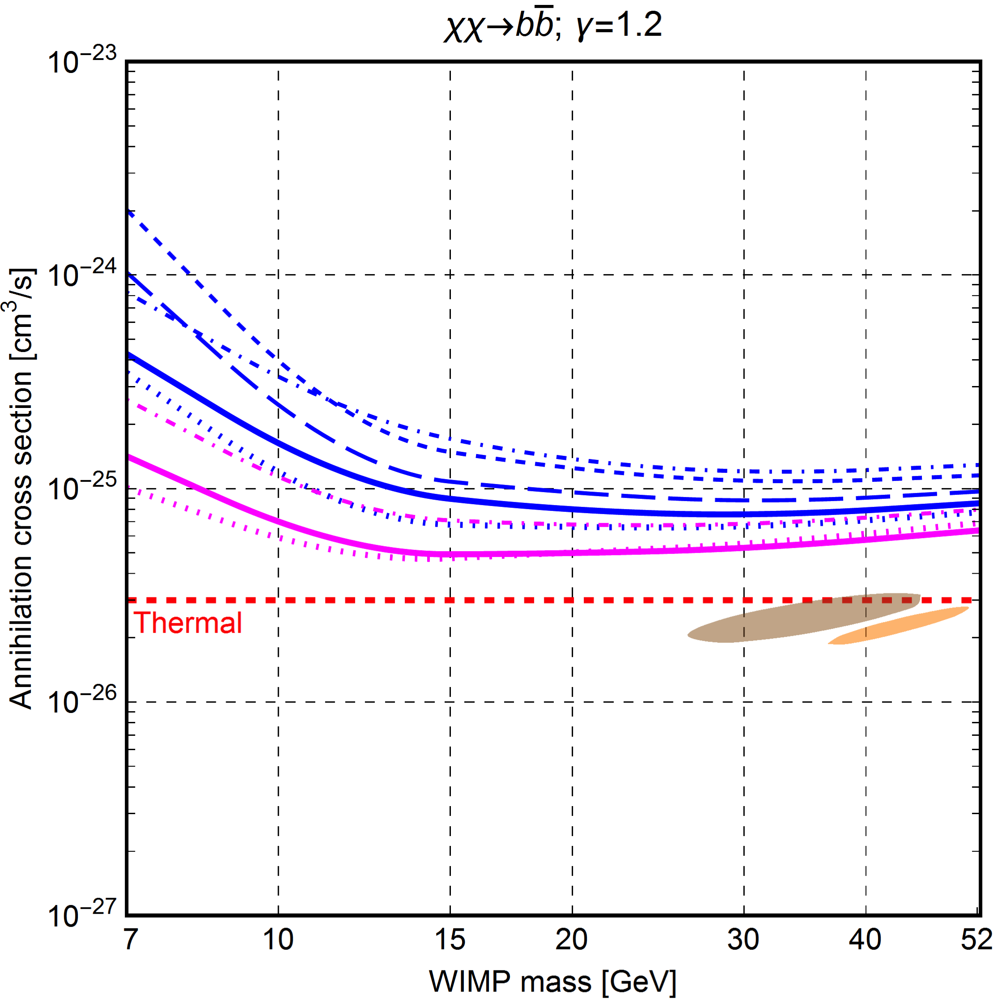 χχ→bb̅; γ=1.2
10⁻²³
10⁻²⁴
10⁻²⁵
10⁻²⁶
10⁻²⁷
Annihilation cross section [cm³/s]
Thermal
7 10 15 20 30 40 52
WIMP mass [GeV]